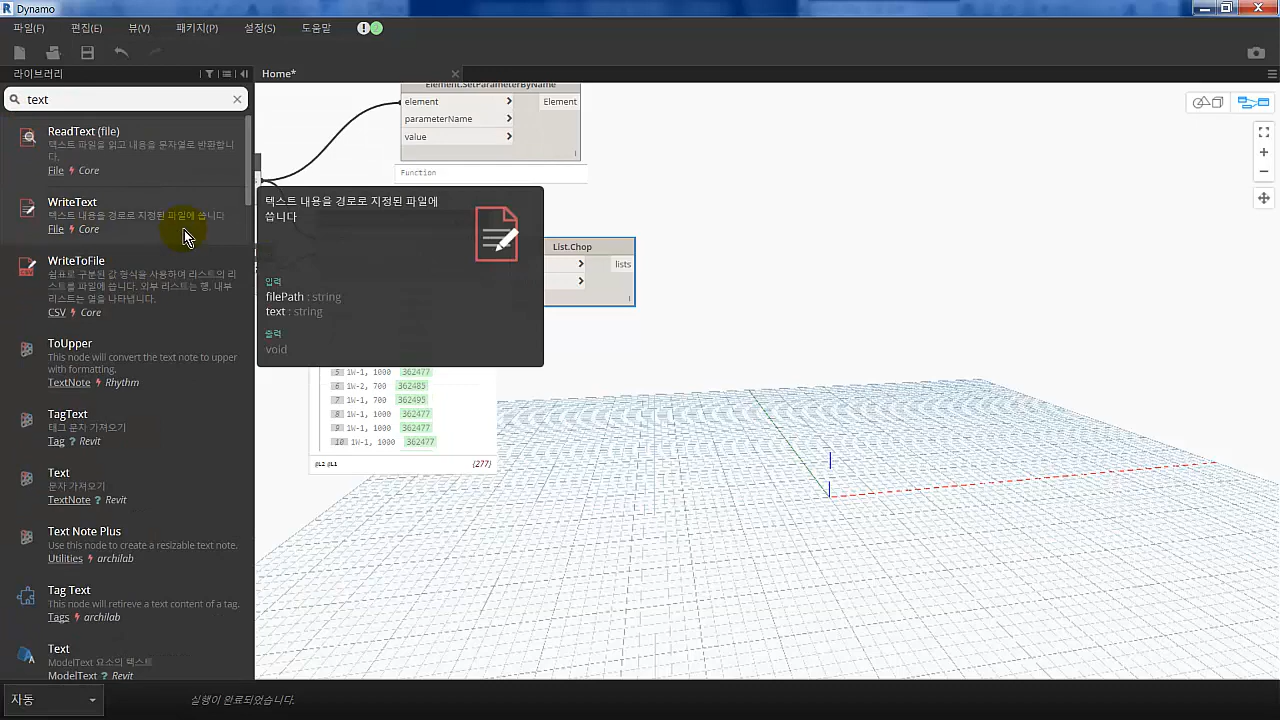 Dynamo
파일(F) 편집(E) 뷰(V) 패키지(P) 설정(S) 도움말
라이브러리
Home*
text
ReadText (file)
텍스트 파일을 읽고 내용을 문자열로 반환합니다.
File Core
WriteText
텍스트 내용을 경로로 지정된 파일에 씁니다
File Core
WriteToFile
쉼표로 구분된 값 형식을 사용하여 리스트의 리
스트를 파일에 씁니다. 외부 리스트는 행, 내부
리스트는 열을 나타냅니다.
CSV Core
ToUpper
This node will convert the text note to upper
with formatting.
TextNote Rhythm
TagText
태그 문자 가져오기
Tag ? Revit
Text
문자 가져오기
TextNote ? Revit
Text Note Plus
Use this node to create a resizable text note.
Utilities archilab
Tag Text
This node will retireve a text content of a tag.
Tags archilab
Text
ModelText 요소의 텍스트
ModelText ? Revit
Element.SetParameterByName
element > Element
parameterName >
value >
Function
텍스트 내용을 경로로 지정된 파일에
씁니다
입력
filePath : string
text : string
출력
void
List.Chop
> lists
>
5 1W-1, 1000 362477
6 1W-2, 700 362485
7 1W-1, 700 362495
8 1W-1, 1000 362477
9 1W-1, 1000 362477
10 1W-1, 1000 362477
@L2 @L1 {277}
자동
실행이 완료되었습니다.